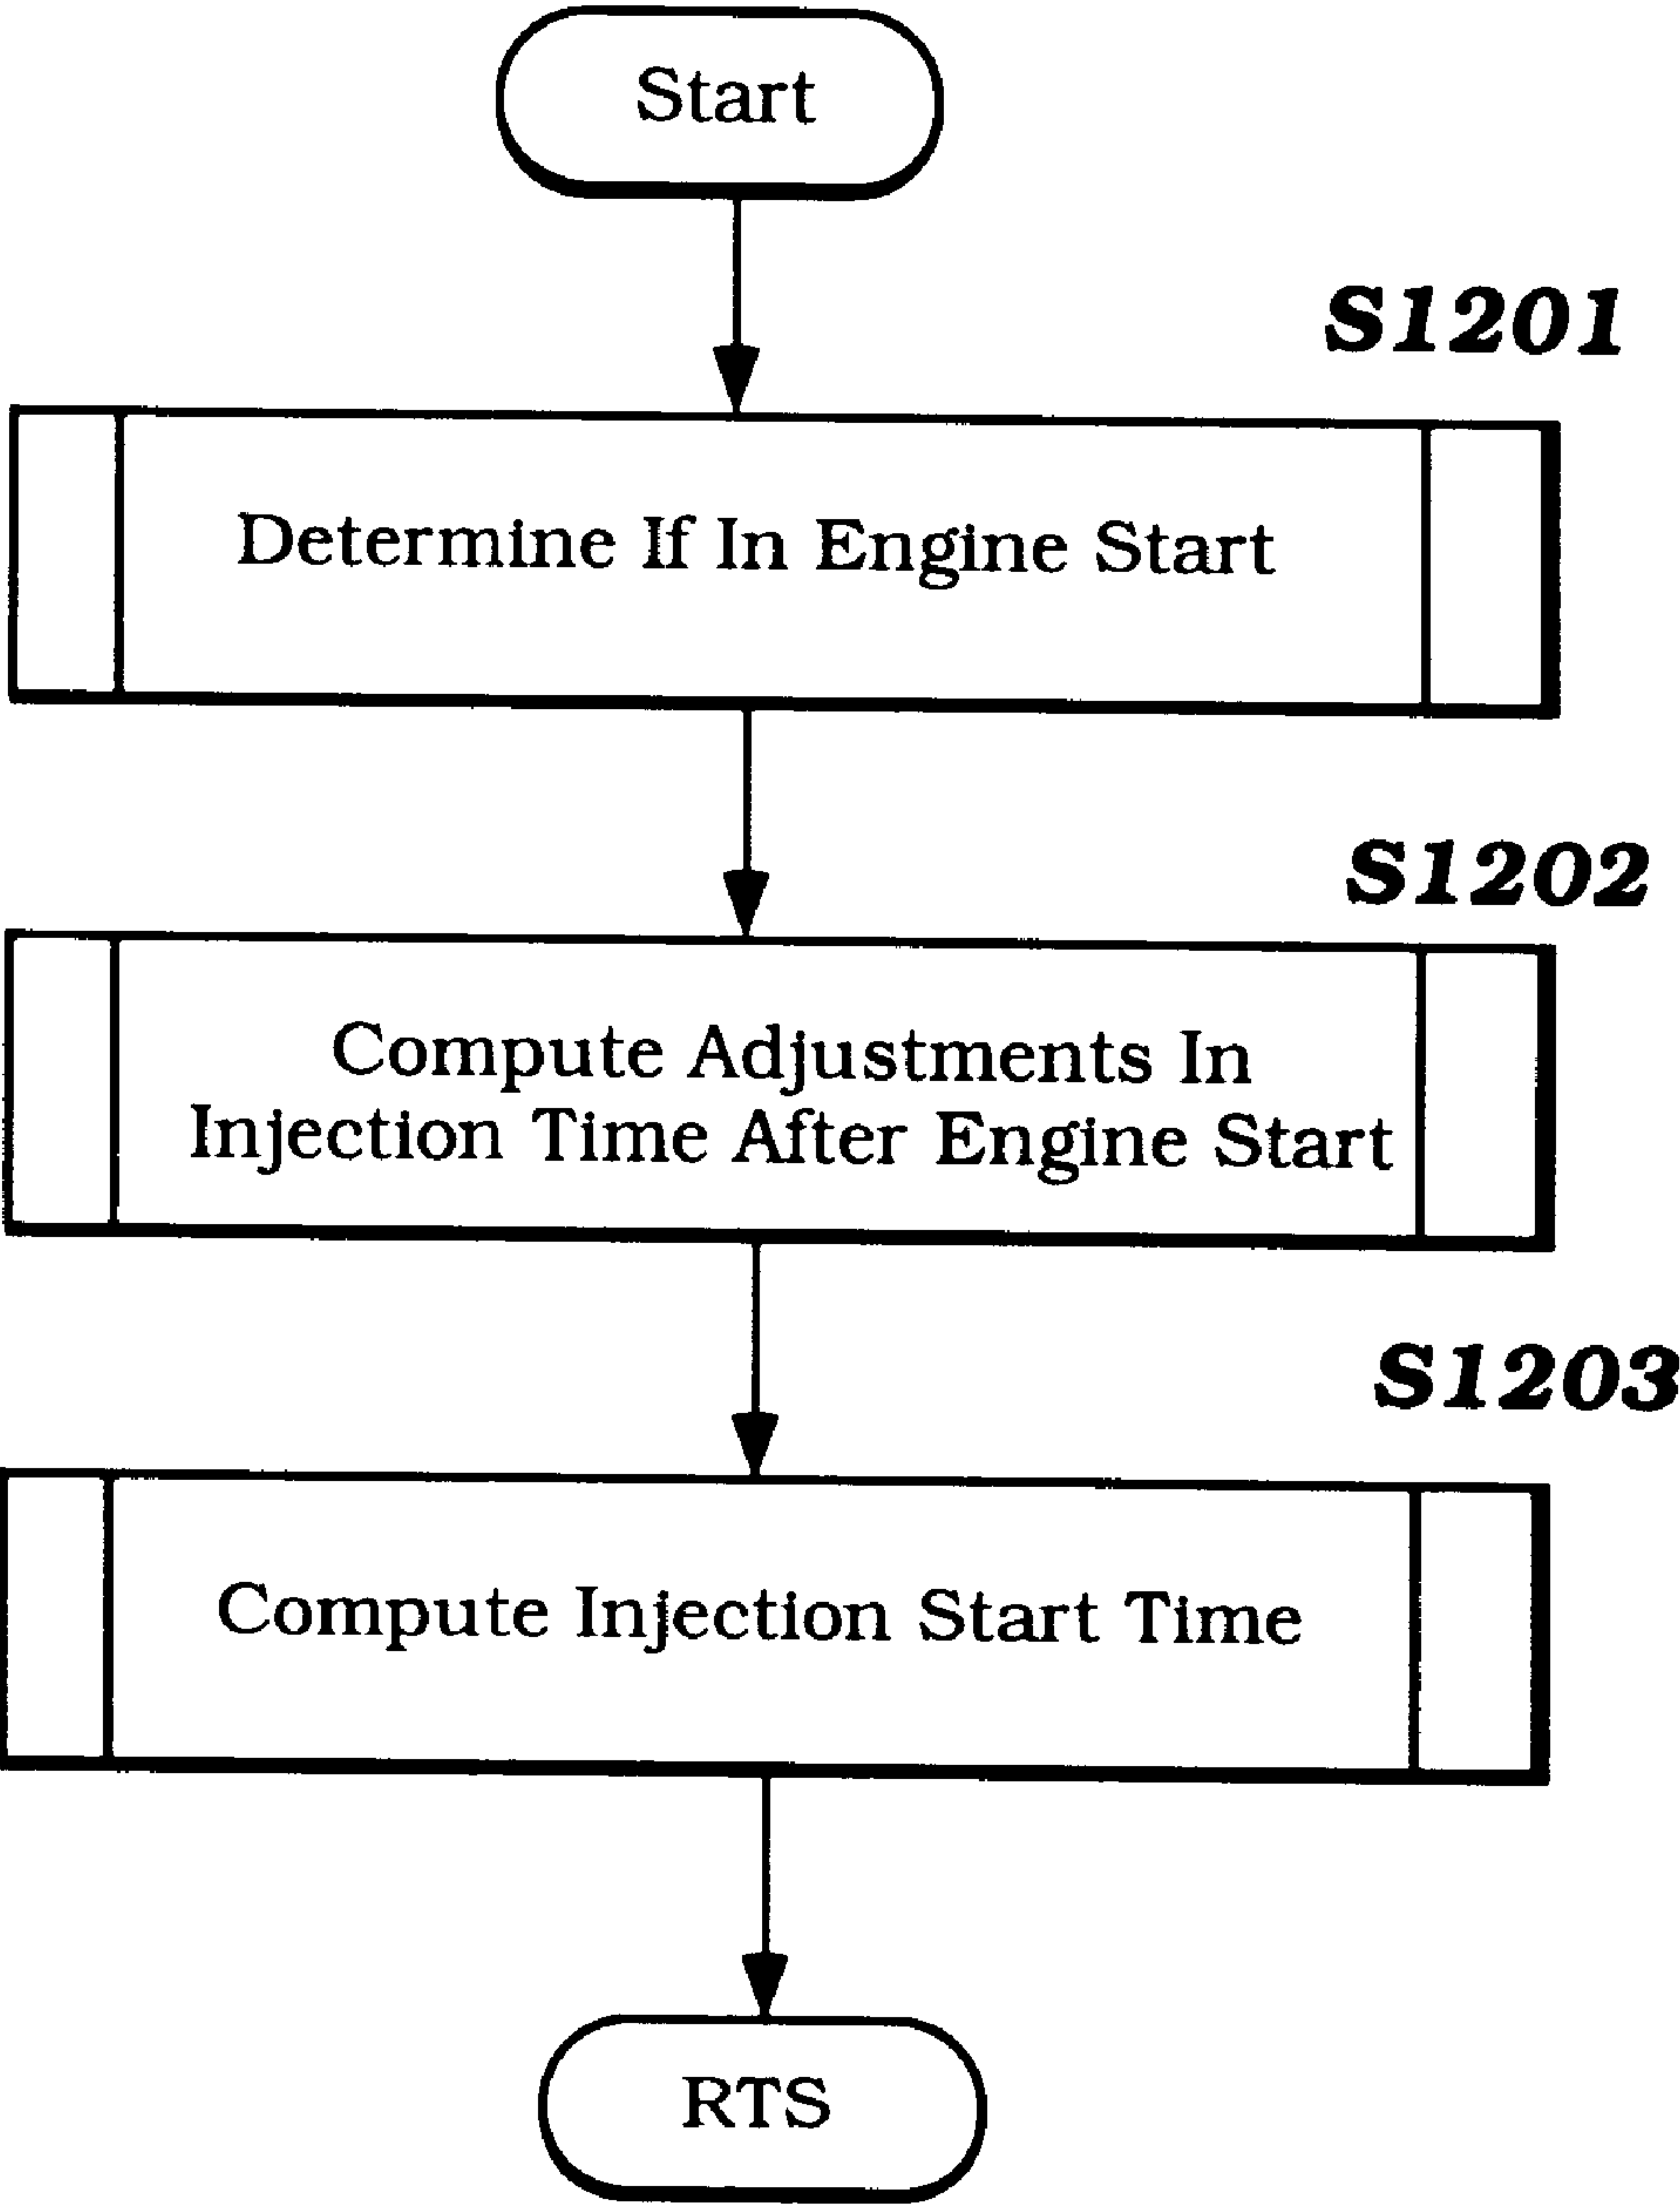 Start
S1201
Determine If In Engine Start
S1202
Compute Adjustments In
Injection Time After Engine Start
S1203
Compute Injection Start Time
RTS